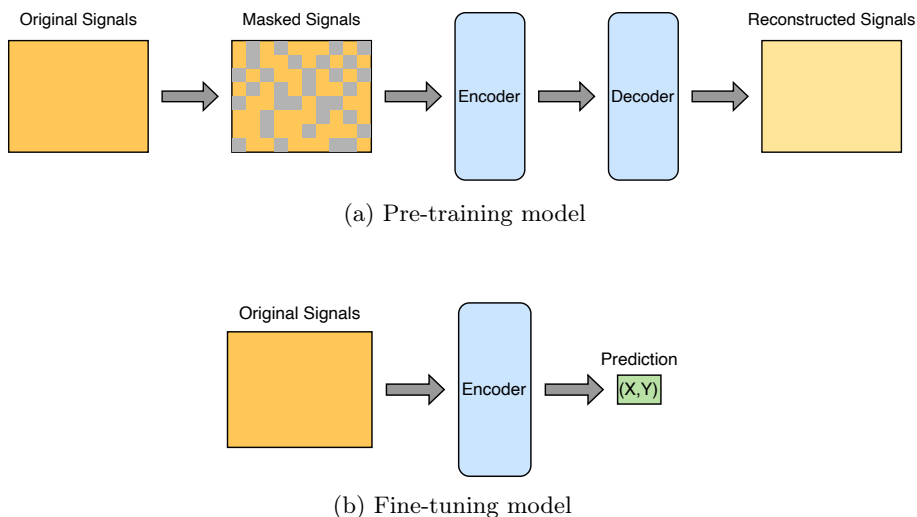 Original Signals
Masked Signals
Reconstructed Signals
Encoder
Decoder
(a) Pre-training model
Original Signals
Prediction
Encoder
(X,Y)
(b) Fine-tuning model